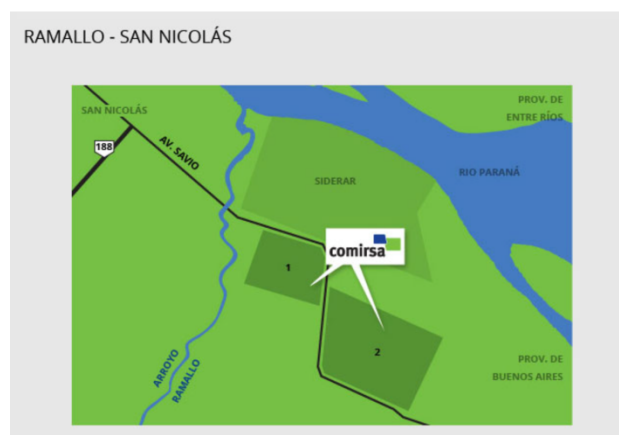 RAMALLO - SAN NICOLÁS
SAN NICOLÁS
PROV. DE
ENTRE RÍOS
188
AV. SAVIO
SIDERAR
RIO PARANÁ
comirsa
1
2
ARROYO
RAMALLO
PROV. DE
BUENOS AIRES